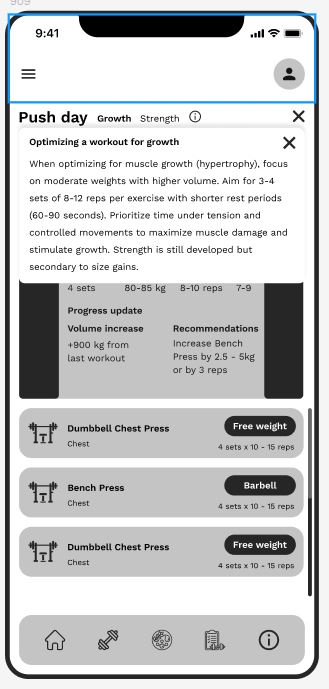 909
9:41
Push day Growth Strength
Optimizing a workout for growth
When optimizing for muscle growth (hypertrophy), focus
on moderate weights with higher volume. Aim for 3-4
sets of 8-12 reps per exercise with shorter rest periods
(60-90 seconds). Prioritize time under tension and
controlled movements to maximize muscle damage and
stimulate growth. Strength is still developed but
secondary to size gains.
4 sets 80-85 kg 8-10 reps 7-9
Progress update
Volume increase
+900 kg from
last workout
Recommendations
Increase Bench
Press by 2.5 - 5kg
or by 3 reps
Dumbbell Chest Press Free weight
Chest 4 sets x 10 - 15 reps
Bench Press Barbell
Chest 4 sets x 10 - 15 reps
Dumbbell Chest Press Free weight
Chest 4 sets x 10 - 15 reps